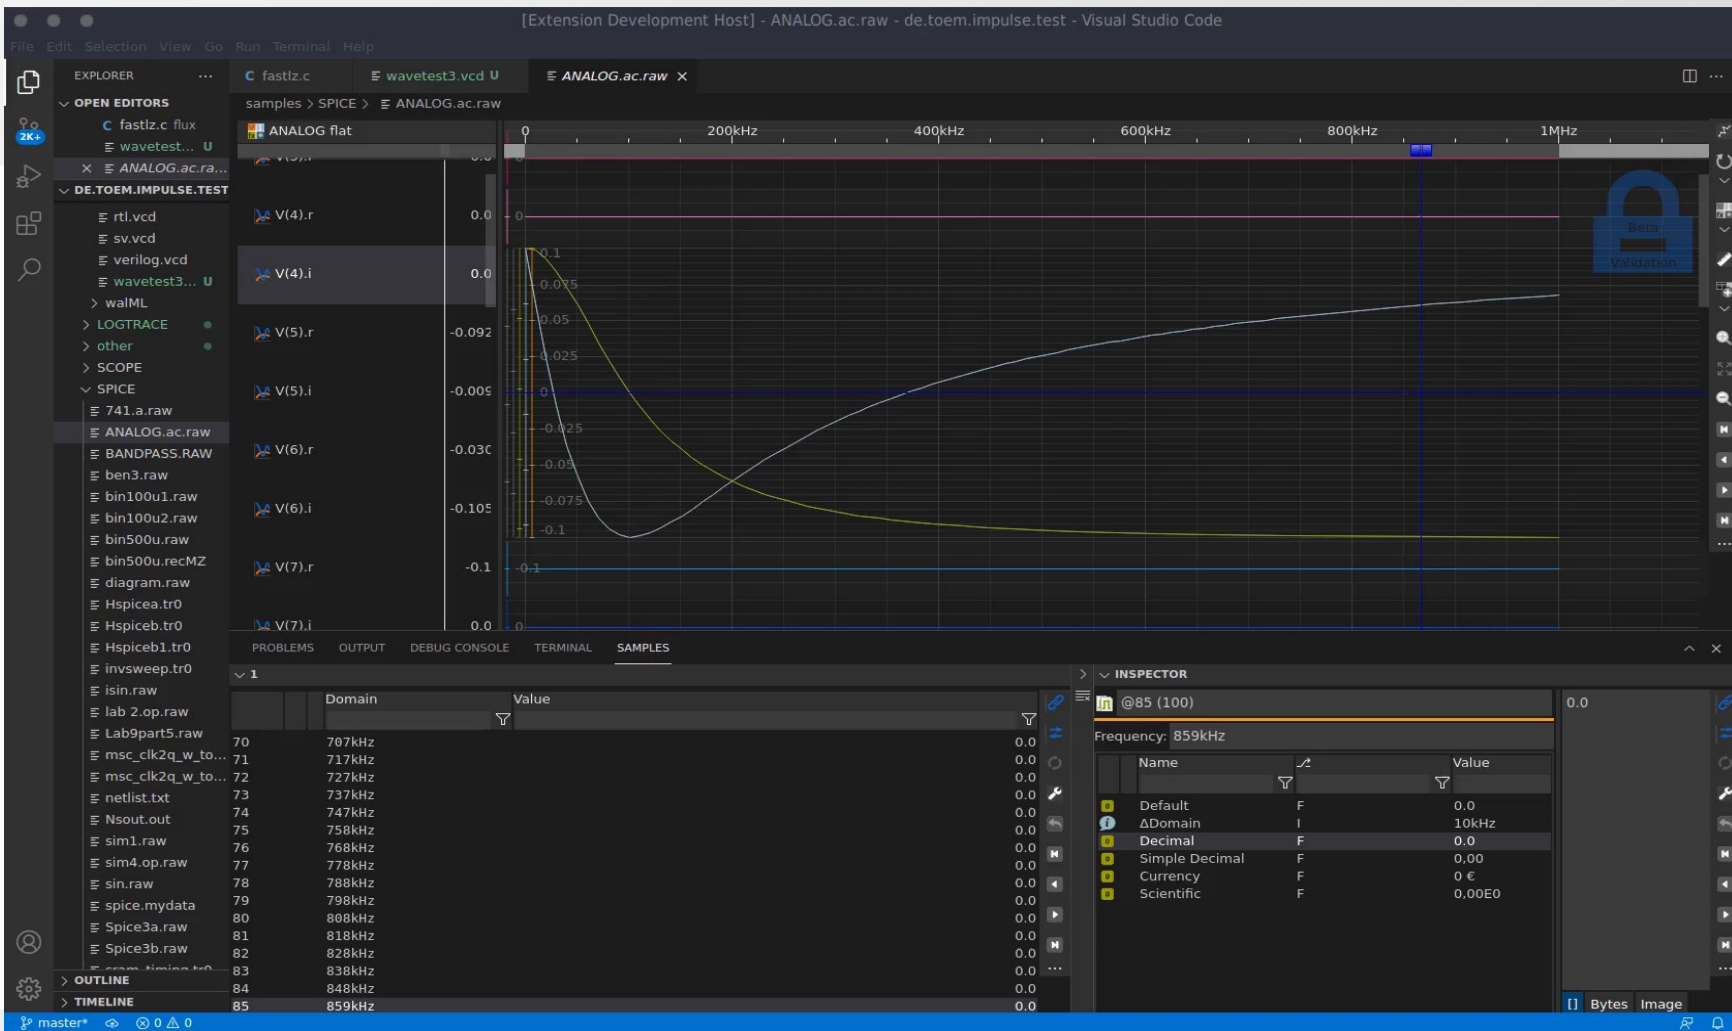 [Extension Development Host] - ANALOG.ac.raw - de.toem.impulse.test - Visual Studio Code
File Edit Selection View Go Run Terminal Help
EXPLORER ...
C fastlz.c
wavetest3.vcd U
ANALOG.ac.raw
samples > SPICE > ANALOG.ac.raw
2K+
OPEN EDITORS
C fastlz.c flux
wavetest... U
ANALOG.ac.ra...
DE.TOEM.IMPULSE.TEST
rtl.vcd
sv.vcd
verilog.vcd
wavetest3... U
walML
LOGTRACE
other
SCOPE
SPICE
741.a.raw
ANALOG.ac.raw
BANDPASS.RAW
ben3.raw
bin100u1.raw
bin100u2.raw
bin500u.raw
bin500u.recMZ
diagram.raw
Hspicea.tr0
Hspiceb.tr0
Hspiceb1.tr0
invsweep.tr0
isin.raw
lab 2.op.raw
Lab9part5.raw
msc_clk2q_w_to...
msc_clk2q_w_to...
netlist.txt
Nsout.out
sim1.raw
sim4.op.raw
sin.raw
spice.mydata
Spice3a.raw
Spice3b.raw
OUTLINE
TIMELINE
ANALOG flat
0 200kHz 400kHz 600kHz 800kHz 1MHz
V(4).r 0.0
V(4).i 0.0
V(5).r -0.092
V(5).i -0.009
V(6).r -0.030
V(6).i -0.105
V(7).r -0.1
V(7).i 0.0
0
0
0.1
0.075
0.05
0.025
0
-0.025
-0.05
-0.075
-0.1
-0.1
0
Beta
Validation
PROBLEMS OUTPUT DEBUG CONSOLE TERMINAL SAMPLES
1
Domain Value
70 707kHz 0.0
71 717kHz 0.0
72 727kHz 0.0
73 737kHz 0.0
74 747kHz 0.0
75 758kHz 0.0
76 768kHz 0.0
77 778kHz 0.0
78 788kHz 0.0
79 798kHz 0.0
80 808kHz 0.0
81 818kHz 0.0
82 828kHz 0.0
83 838kHz 0.0
84 848kHz 0.0
85 859kHz 0.0
INSPECTOR
@85 (100)
Frequency: 859kHz
Name Value
Default F 0.0
ΔDomain I 10kHz
Decimal F 0.0
Simple Decimal F 0,00
Currency F 0 €
Scientific F 0,00E0
0.0
[] Bytes Image
master* 0 0